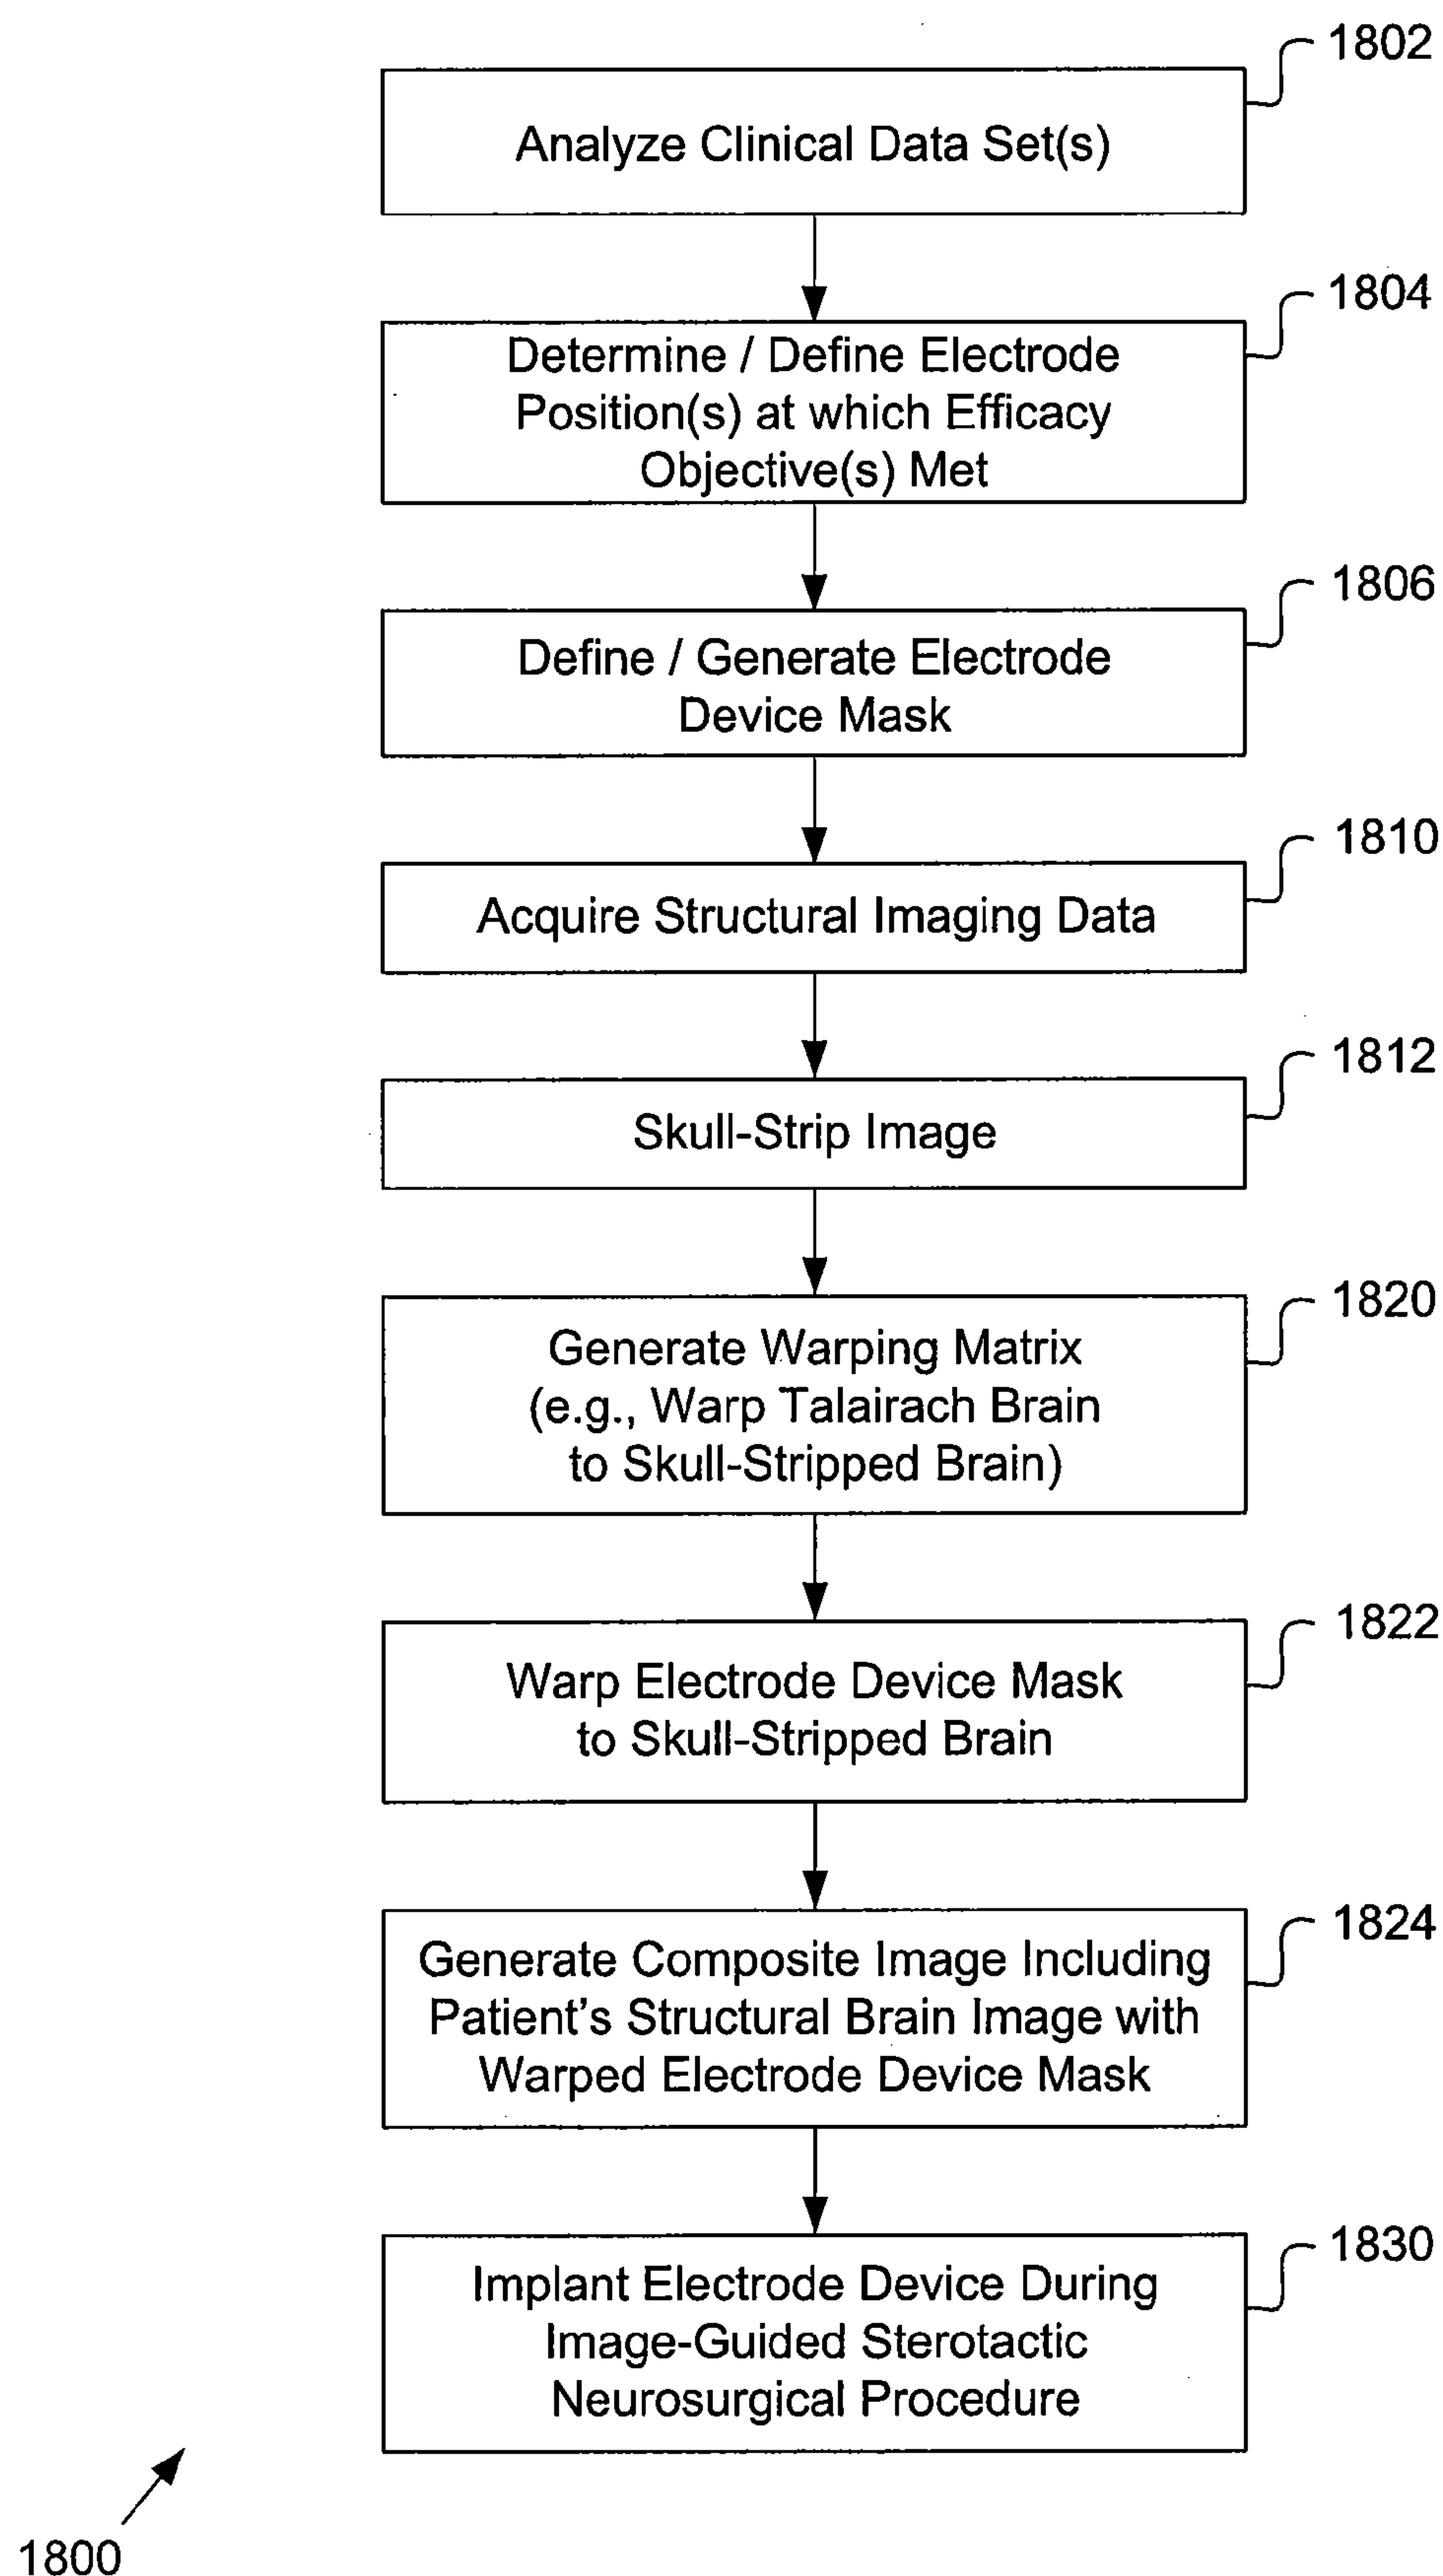 1802
Analyze Clinical Data Set(s)
1804
Determine / Define Electrode
Position(s) at which Efficacy
Objective(s) Met
1806
Define / Generate Electrode
Device Mask
1810
Acquire Structural Imaging Data
1812
Skull-Strip Image
1820
Generate Warping Matrix
(e.g., Warp Talairach Brain
to Skull-Stripped Brain)
1822
Warp Electrode Device Mask
to Skull-Stripped Brain
1824
Generate Composite Image Including
Patient's Structural Brain Image with
Warped Electrode Device Mask
1830
Implant Electrode Device During
Image-Guided Sterotactic
Neurosurgical Procedure
1800